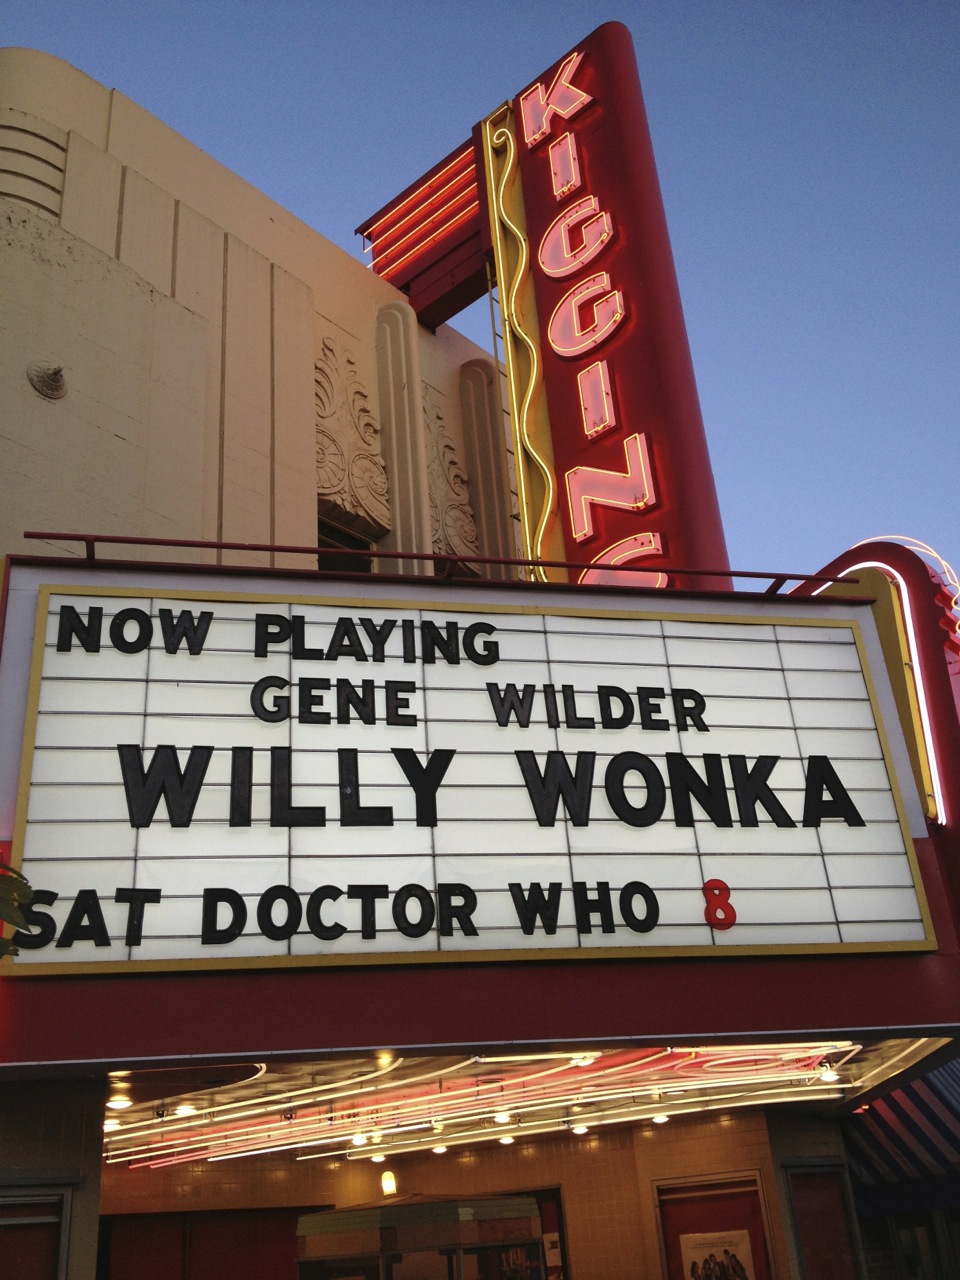 KIGGINS
NOW PLAYING
GENE WILDER
WILLY WONKA
SAT DOCTOR WHO 8